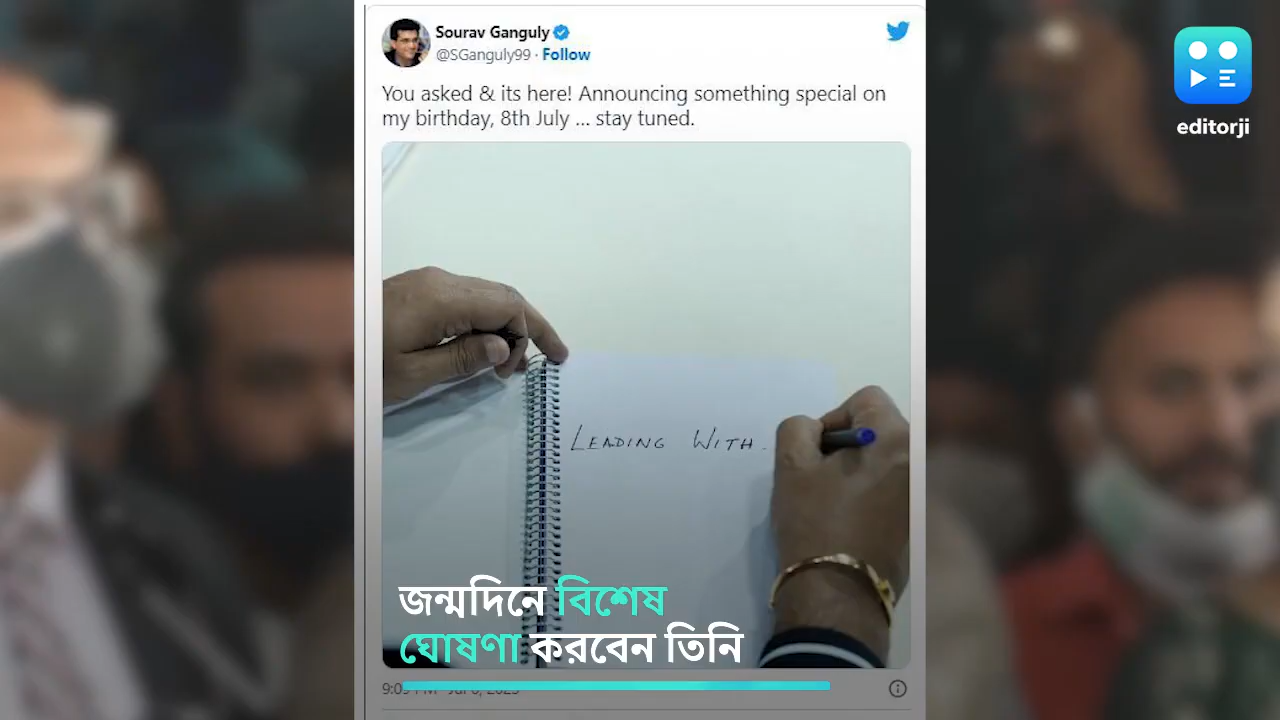 Sourav Ganguly
@SGanguly99 · Follow
editorji
You asked & its here! Announcing something special on
my birthday, 8th July ... stay tuned.
LEADING WITH.
জন্মদিনে বিশেষ
ঘোষণা করবেন তিনি